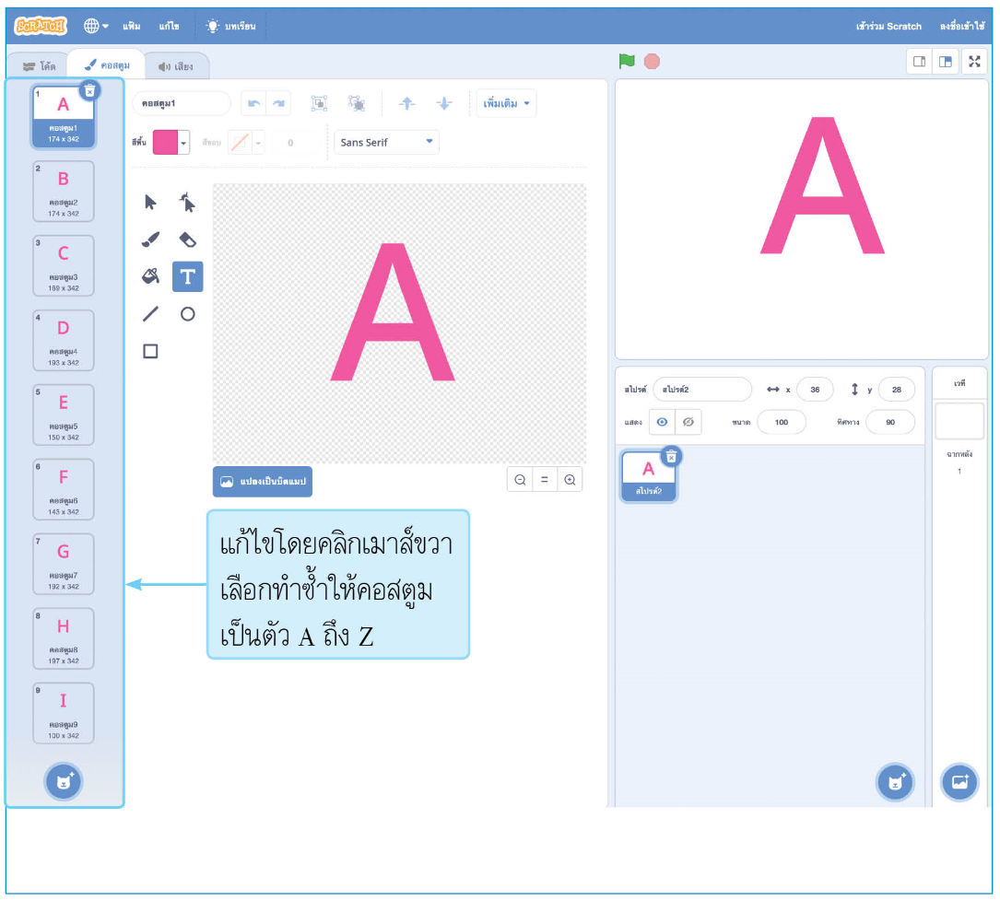 SCRATCH แฟ้ม แก้ไข บทเรียน เข้าร่วม Scratch ลงชื่อเข้าใช้
โค้ด คอสตูม เสียง
1
A
คอสตูม1
174 x 342
2
B
คอสตูม2
174 x 342
3
C
คอสตูม3
169 x 342
4
D
คอสตูม4
193 x 342
5
E
คอสตูม5
150 x 342
6
F
คอสตูม6
143 x 342
7
G
คอสตูม7
192 x 342
8
H
คอสตูม8
197 x 342
9
I
คอสตูม9
100 x 342
คอสตูม1 เพิ่มเติม
สีพื้น สีขอบ 0 Sans Serif
T
A
แปลงเป็นบิตแมป
=
แก้ไขโดยคลิกเมาส์ขวา
เลือกทำซ้ำให้คอสตูม
เป็นตัว A ถึง Z
A
สไปรต์ สไปรต์2 x 36 y 28
แสดง ขนาด 100 ทิศทาง 90
A
สไปรต์2
เวที
ฉากหลัง
1